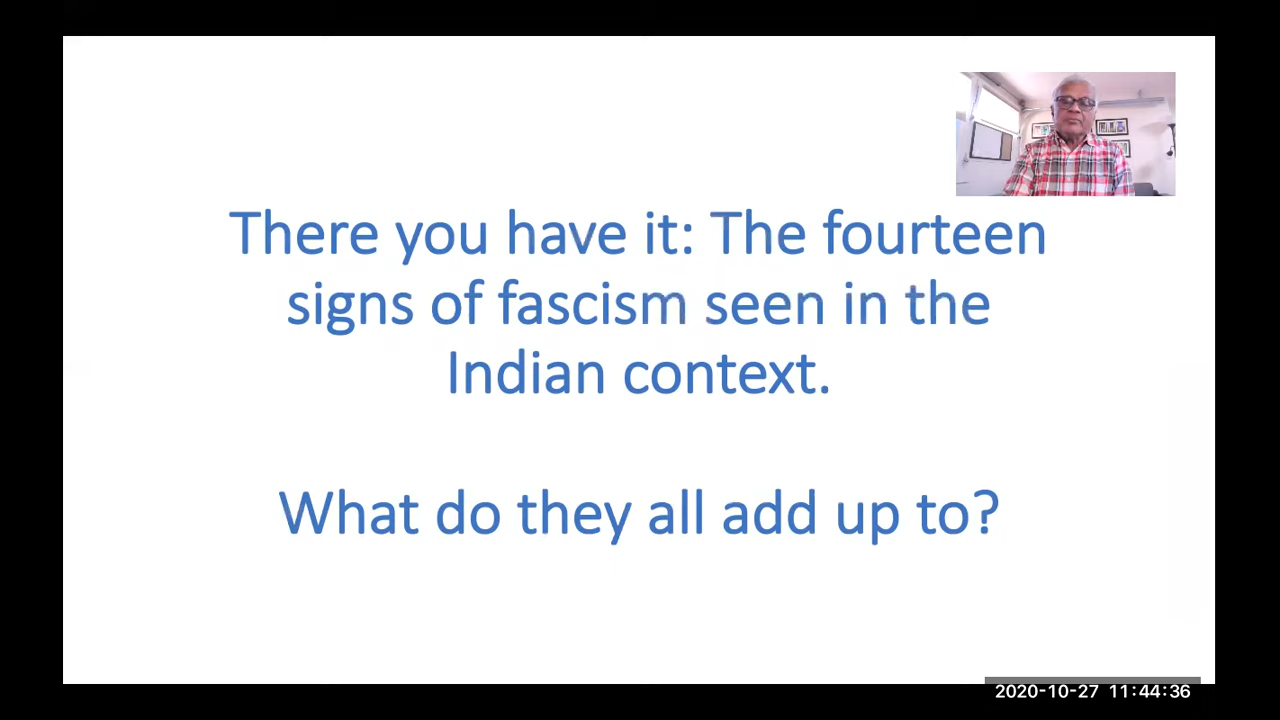 There you have it: The fourteen
signs of fascism seen in the
Indian context.
What do they all add up to?
2020-10-27 11:44:36